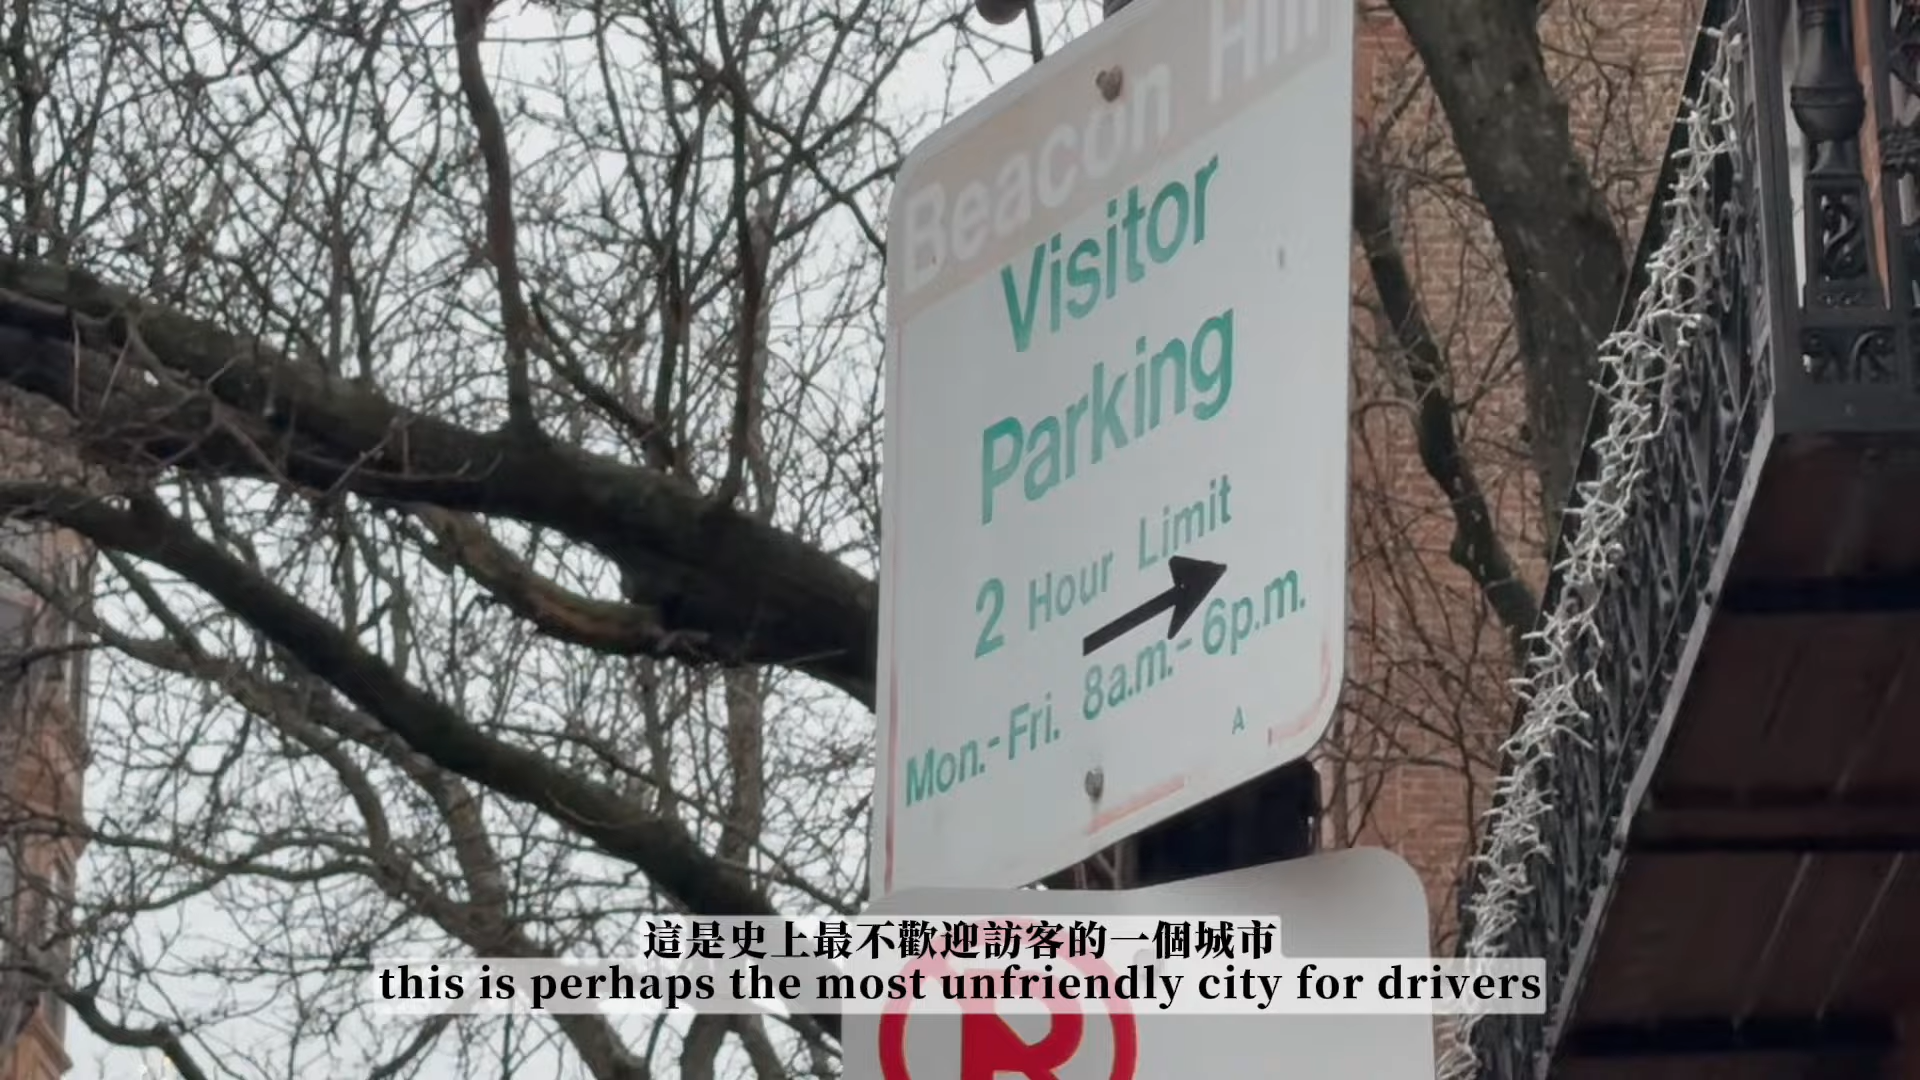 Beacon Hill
Visitor
Parking
2 Hour Limit
Mon.-Fri. 8a.m.-6p.m.
A
這是史上最不歡迎訪客的一個城市
this is perhaps the most unfriendly city for drivers